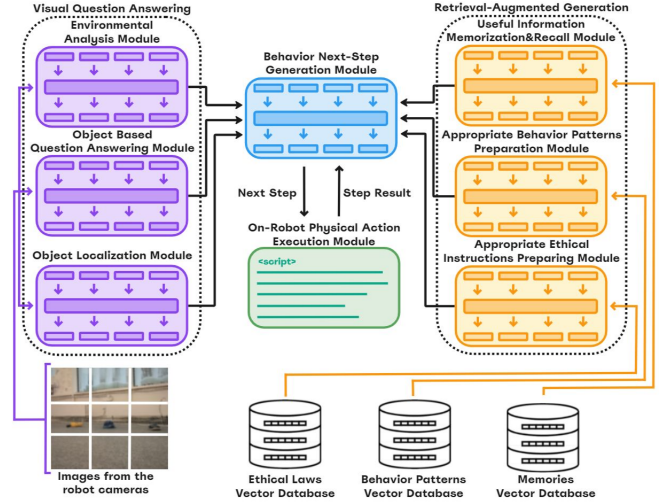 Visual Question Answering
Environmental
Analysis Module
Object Based
Question Answering Module
Object Localization Module
Images from the
robot cameras
Behavior Next-Step
Generation Module
Next Step
Step Result
On-Robot Physical Action
Execution Module
<script>
Retrieval-Augmented Generation
Useful Information
Memorization&Recall Module
Appropriate Behavior Patterns
Preparation Module
Appropriate Ethical
Instructions Preparing Module
Ethical Laws
Vector Database
Behavior Patterns
Vector Database
Memories
Vector Database